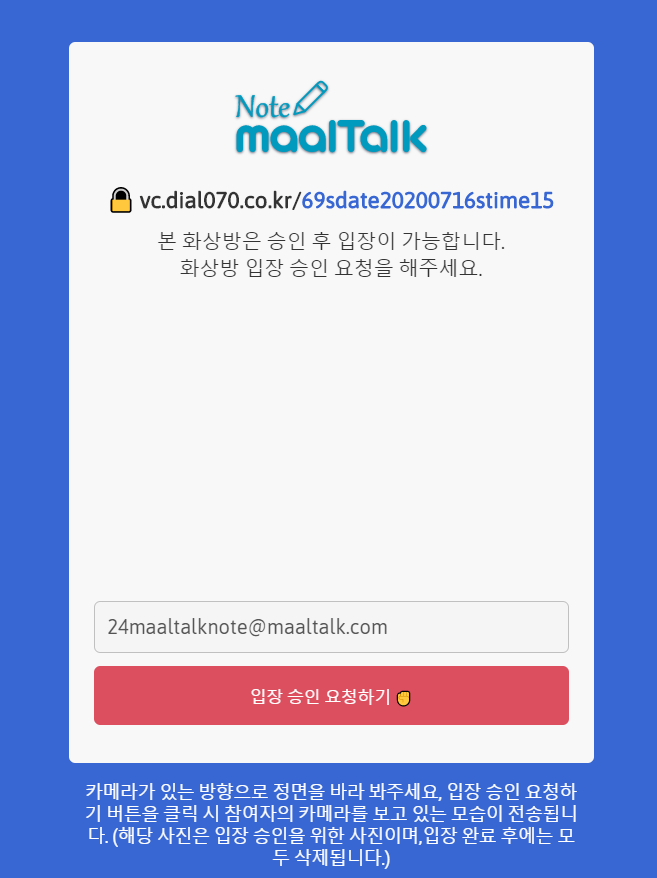 Note
maalTalk
vc.dial070.co.kr/69sdate20200716stime15
본 화상방은 승인 후 입장이 가능합니다.
화상방 입장 승인 요청을 해주세요.
24maaltalknote@maaltalk.com
입장 승인 요청하기
카메라가 있는 방향으로 정면을 바라 봐주세요, 입장 승인 요청하
기 버튼을 클릭 시 참여자의 카메라를 보고 있는 모습이 전송됩니
다. (해당 사진은 입장 승인을 위한 사진이며,입장 완료 후에는 모
두 삭제됩니다.)